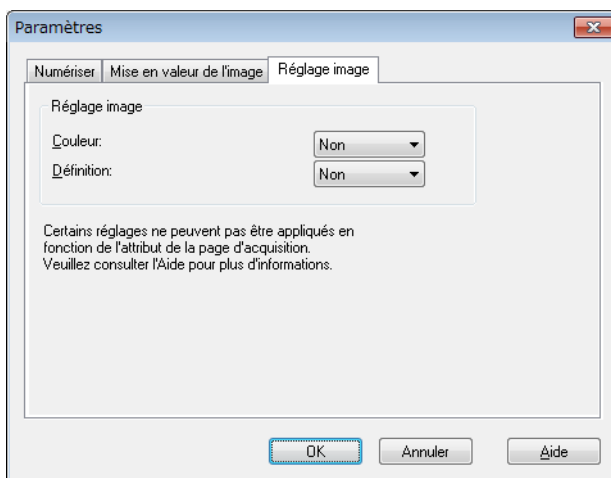 Paramètres
Numériser
Mise en valeur de l'image
Réglage image
Réglage image
Couleur:
Non
Définition:
Non
Certains réglages ne peuvent pas être appliqués en
fonction de l'attribut de la page d'acquisition.
Veuillez consulter l'Aide pour plus d'informations.
OK
Annuler
Aide